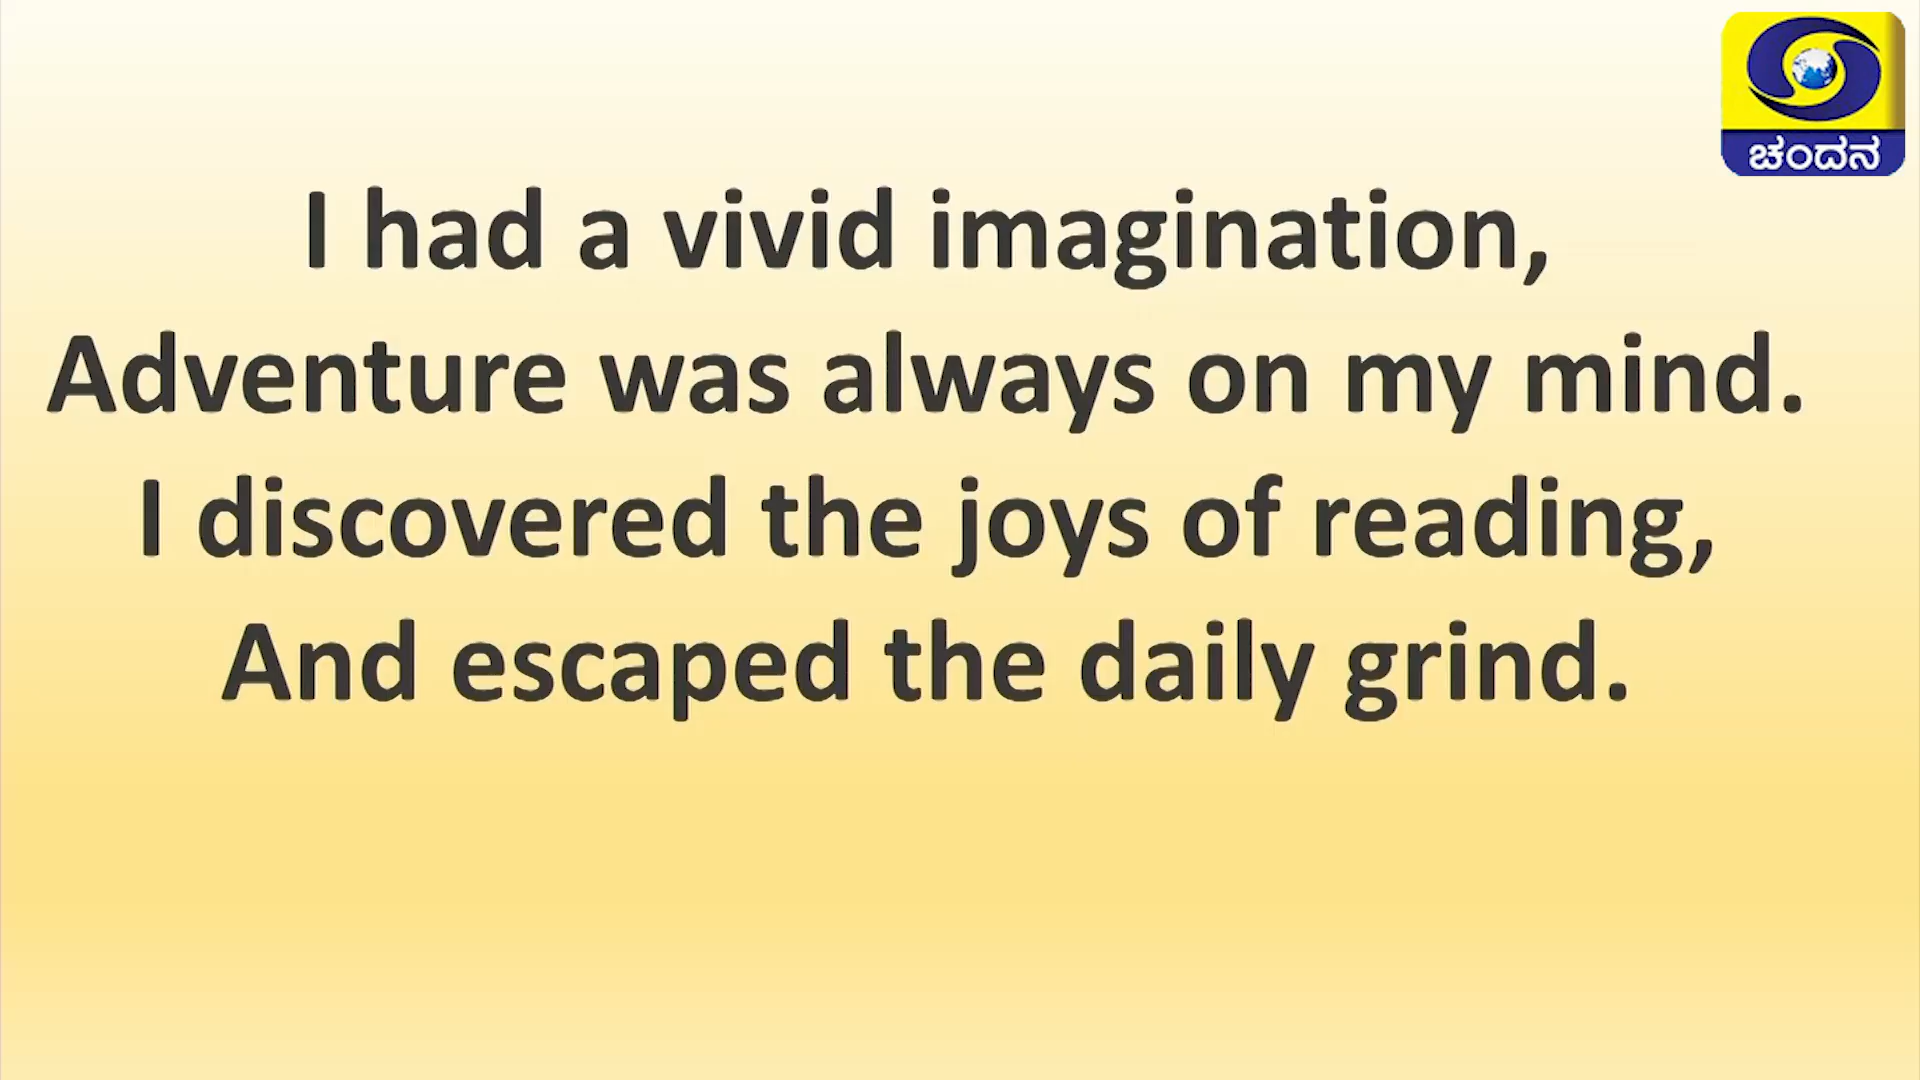 ಚಂದನ
I had a vivid imagination,
Adventure was always on my mind.
I discovered the joys of reading,
And escaped the daily grind.